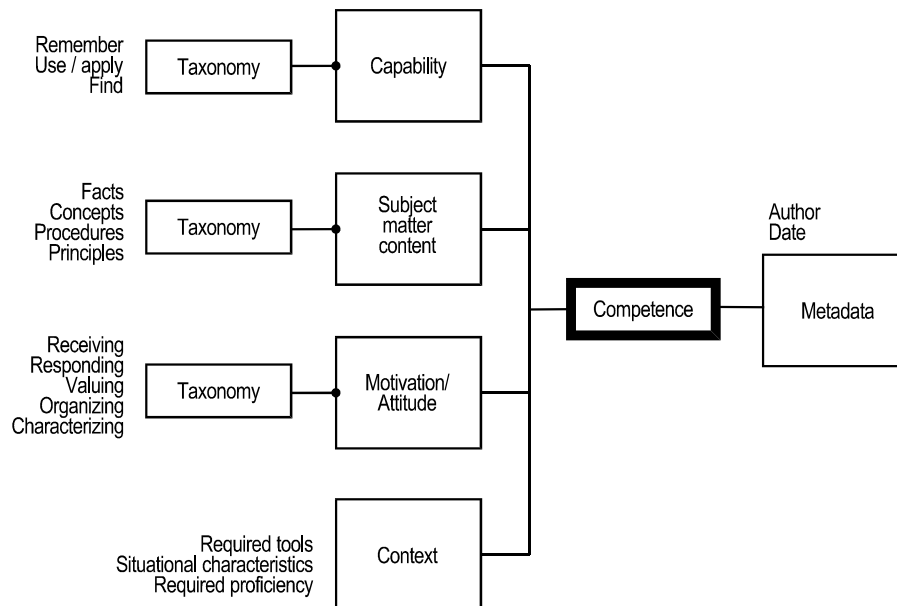 Remember
Use / apply
Find
Taxonomy
Capability
Facts
Concepts
Procedures
Principles
Taxonomy
Subject
matter
content
Author
Date
Competence
Metadata
Receiving
Responding
Valuing
Organizing
Characterizing
Taxonomy
Motivation/
Attitude
Required tools
Situational characteristics
Required proficiency
Context